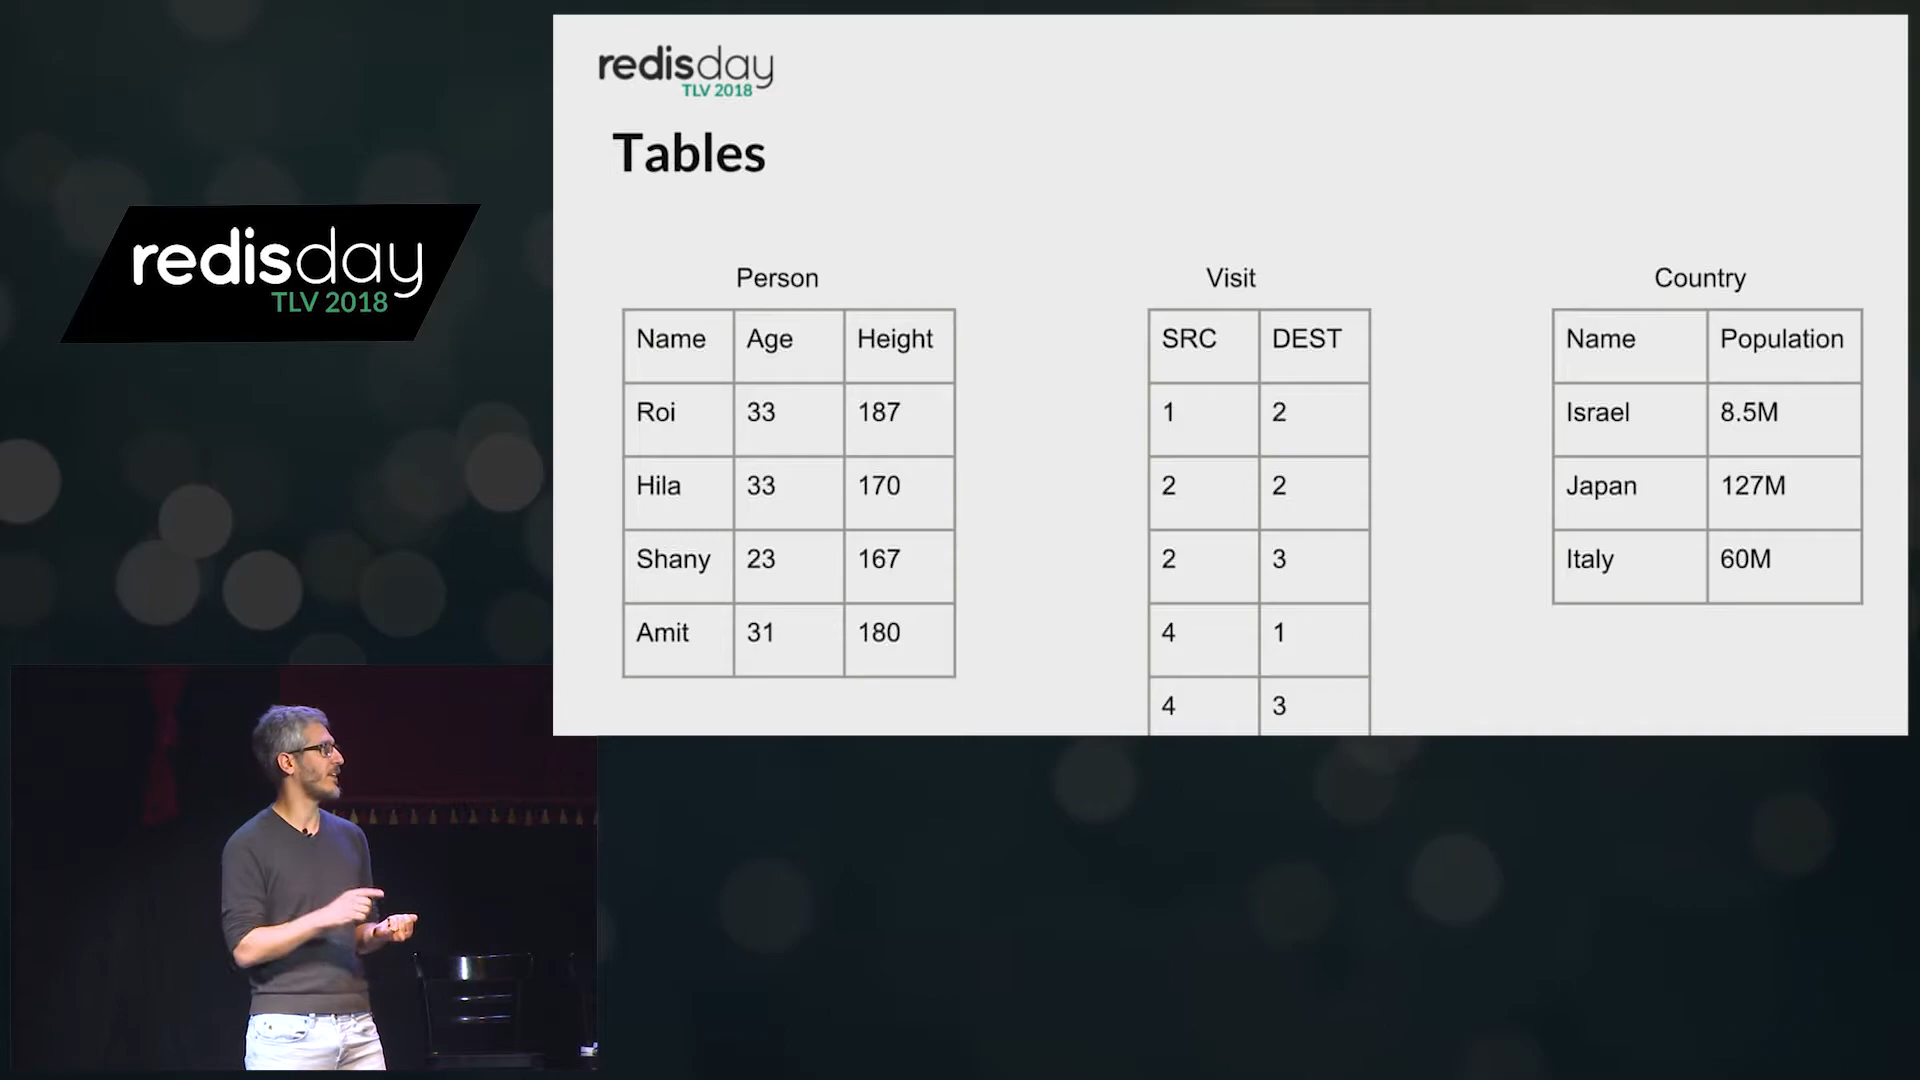 redisday
TLV 2018
redisday
TLV 2018
Tables
Person
Name Age Height
Roi 33 187
Hila 33 170
Shany 23 167
Amit 31 180
Visit
SRC DEST
1 2
2 2
2 3
4 1
4 3
Country
Name Population
Israel 8.5M
Japan 127M
Italy 60M